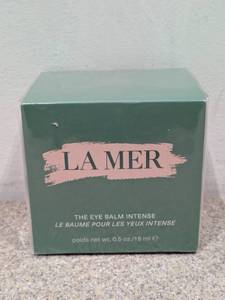 LA MER
THE EYE BALM INTENSE
LE BAUME POUR LES YEUX INTENSE
poids net wt. 0.5 oz/15 ml ℮